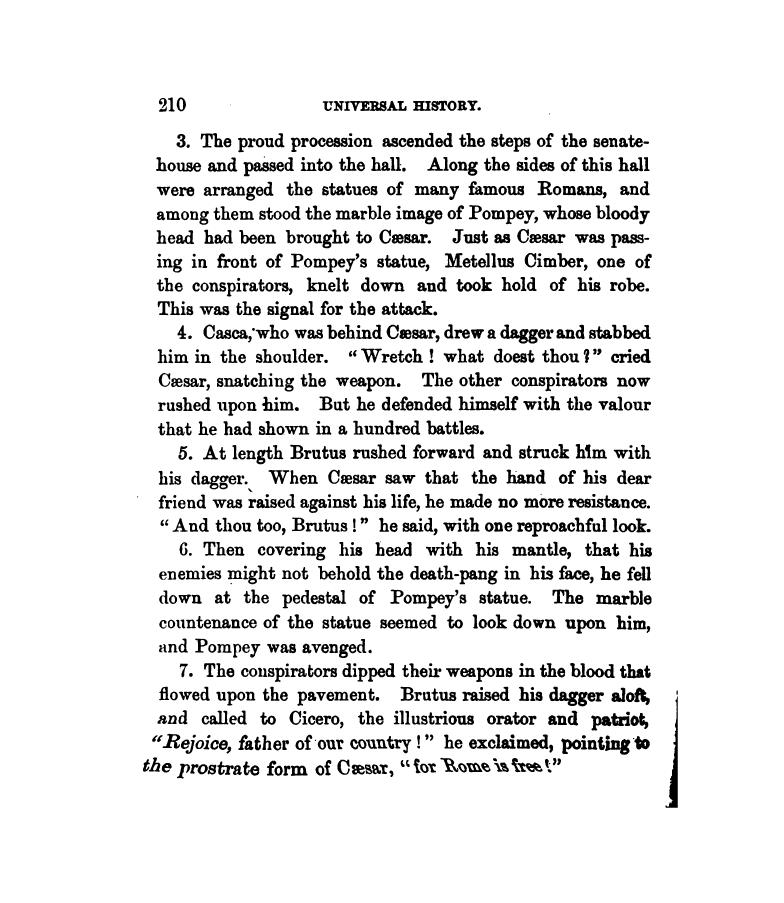 210 UNIVERSAL HISTORY.
3. The proud procession ascended the steps of the senate-
house and passed into the hall. Along the sides of this hall
were arranged the statues of many famous Romans, and
among them stood the marble image of Pompey, whose bloody
head had been brought to Cæsar. Just as Cæsar was pass-
ing in front of Pompey's statue, Metellus Cimber, one of
the conspirators, knelt down and took hold of his robe.
This was the signal for the attack.
4. Casca, who was behind Cæsar, drew a dagger and stabbed
him in the shoulder. "Wretch! what doest thou?" cried
Cæsar, snatching the weapon. The other conspirators now
rushed upon him. But he defended himself with the valour
that he had shown in a hundred battles.
5. At length Brutus rushed forward and struck him with
his dagger. When Cæsar saw that the hand of his dear
friend was raised against his life, he made no more resistance.
"And thou too, Brutus!" he said, with one reproachful look.
6. Then covering his head with his mantle, that his
enemies might not behold the death-pang in his face, he fell
down at the pedestal of Pompey's statue. The marble
countenance of the statue seemed to look down upon him,
and Pompey was avenged.
7. The conspirators dipped their weapons in the blood that
flowed upon the pavement. Brutus raised his dagger aloft,
and called to Cicero, the illustrious orator and patriot,
"Rejoice, father of our country!" he exclaimed, pointing to
the prostrate form of Cæsar, "for Rome is free!"